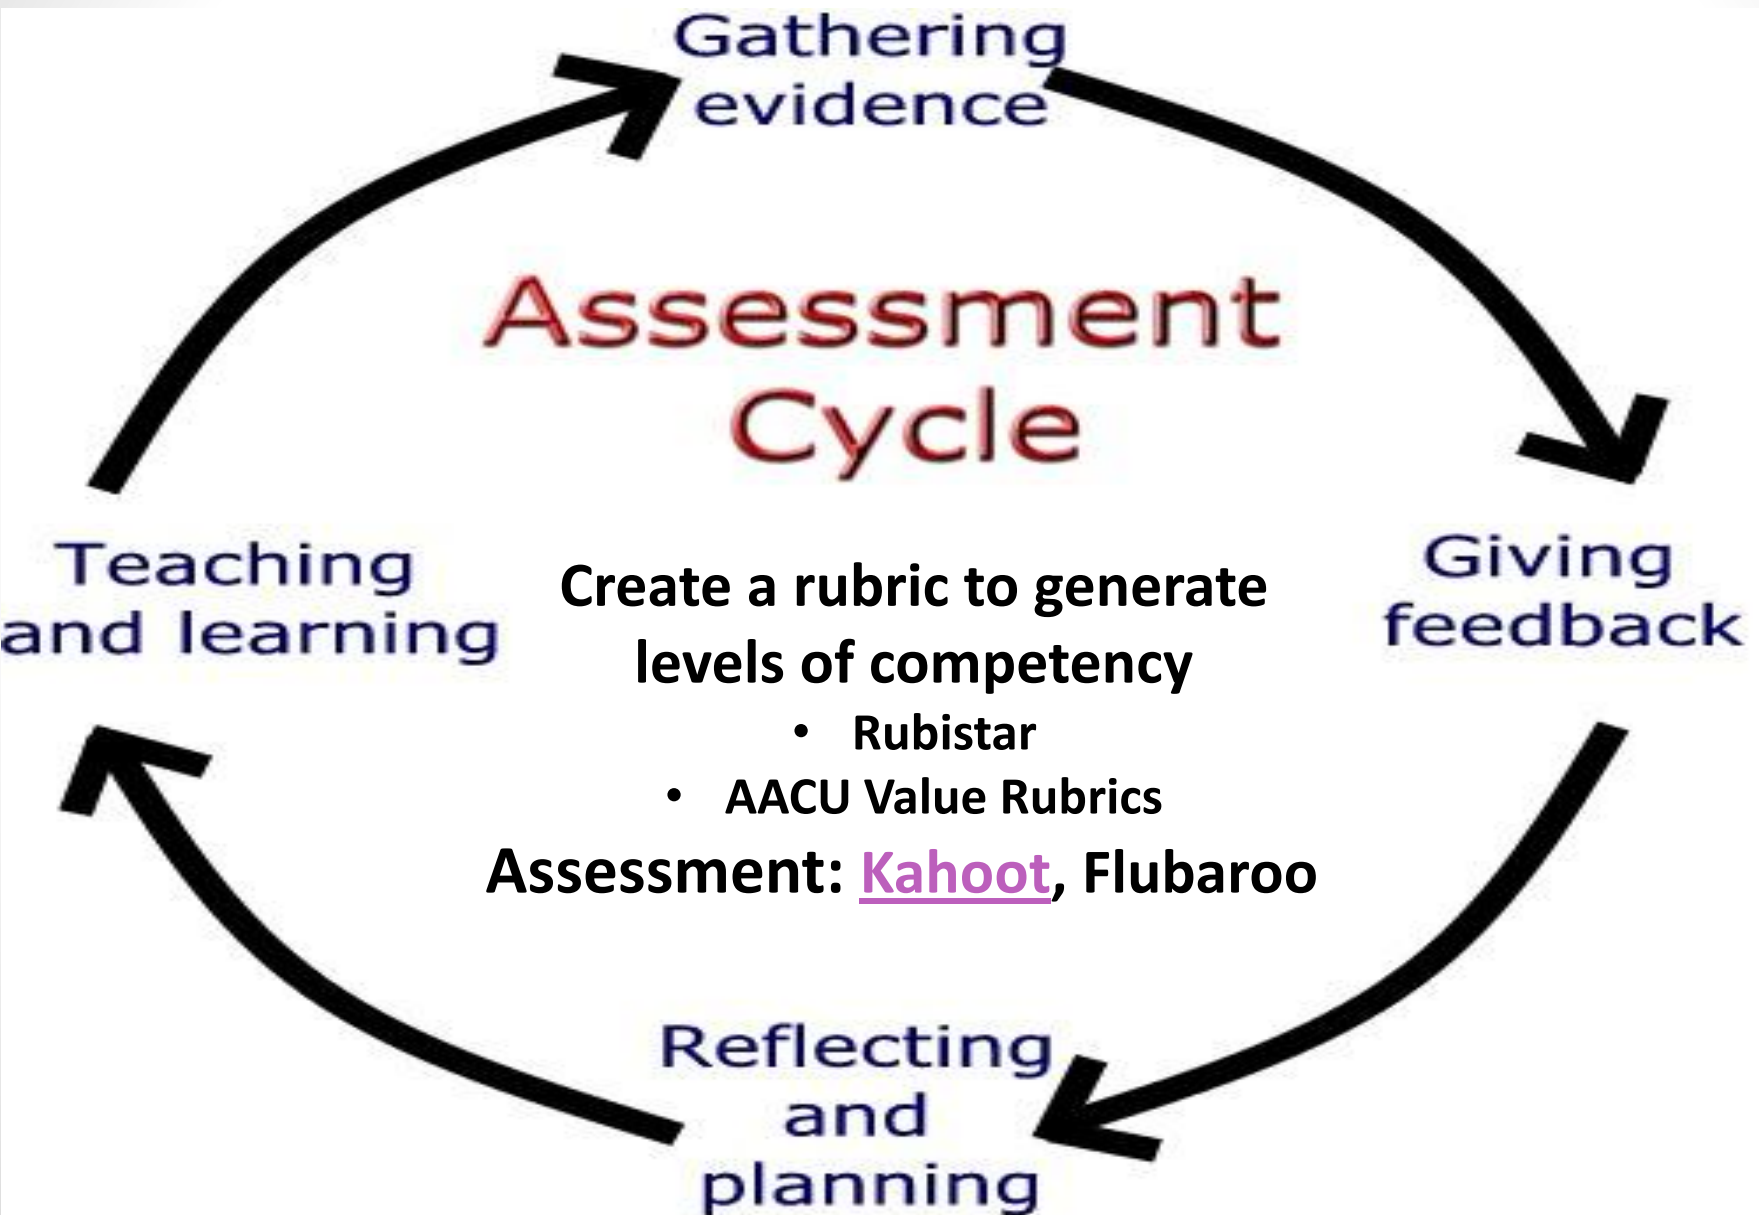 Gathering
evidence
Assessment
Cycle
Teaching
and learning
Giving
feedback
Create a rubric to generate
levels of competency
• Rubistar
• AACU Value Rubrics
Assessment: Kahoot, Flubaroo
Reflecting
and
planning